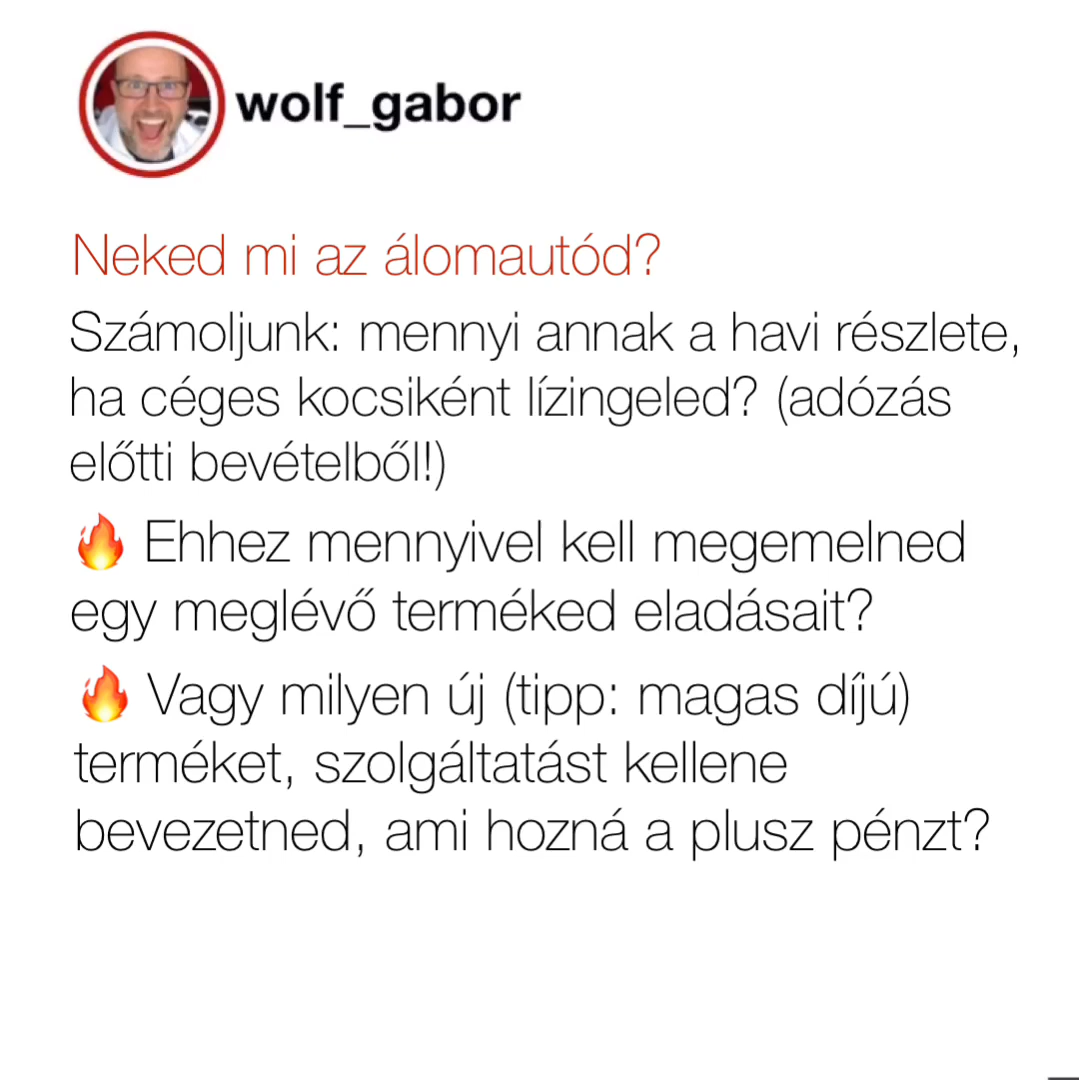 wolf_gabor
Neked mi az álomautód?
Számoljunk: mennyi annak a havi részlete,
ha céges kocsiként lízingeled? (adózás
előtti bevételből!)
🔥 Ehhez mennyivel kell megemelned
egy meglévő terméked eladásait?
🔥 Vagy milyen új (tipp: magas díjú)
terméket, szolgáltatást kellene
bevezetned, ami hozná a plusz pénzt?